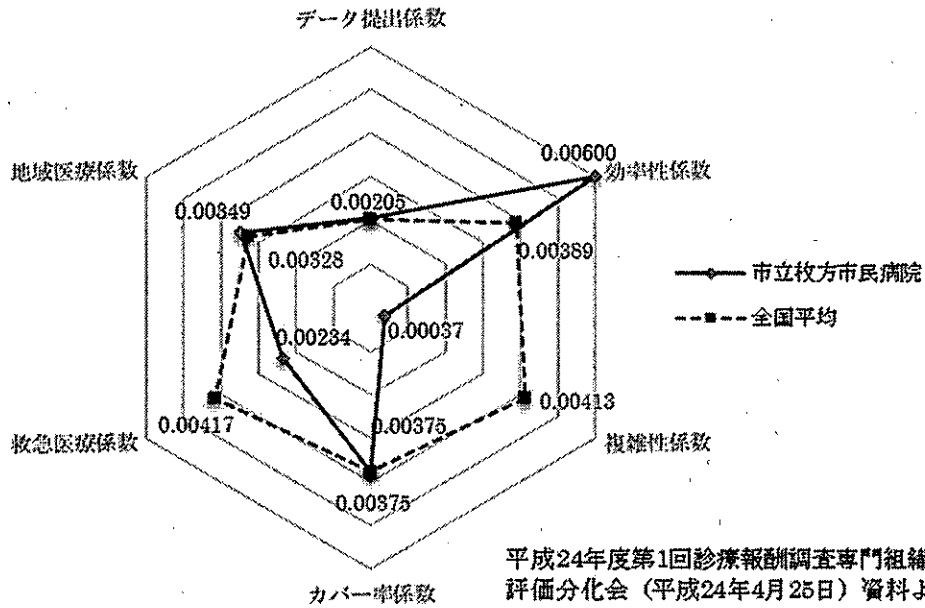 データ提出係数
0.00600
地域医療係数
効率性係数
0.00349
0.00205
0.00328
0.00389
市立枚方市民病院
0.00234
0.00037
全国平均
0.00417
0.00375
0.00413
救急医療係数
複雑性係数
0.00375
カバー率係数
平成24年度第1回診療報酬調査専門組織
評価分化会(平成24年4月25日)資料よ